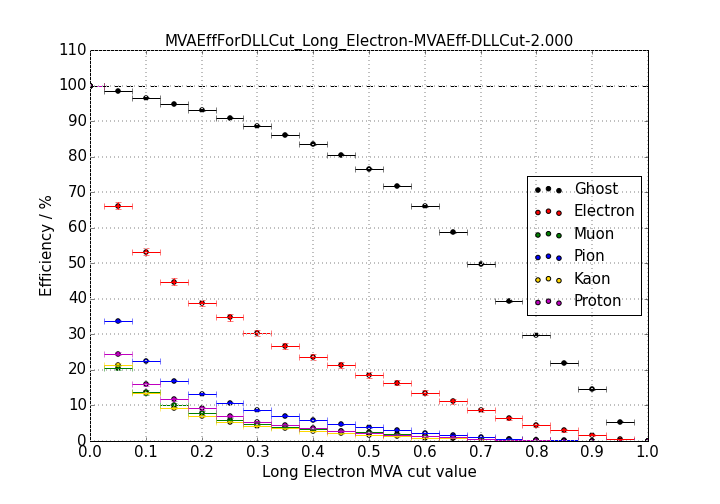 MVAEffForDLLCut_Long_Electron-MVAEff-DLLCut-2.000
110
100
90
80
70
60
50
40
30
20
10
0
Efficiency / %
Ghost
Electron
Muon
Pion
Kaon
Proton
0.0 0.1 0.2 0.3 0.4 0.5 0.6 0.7 0.8 0.9 1.0
Long Electron MVA cut value